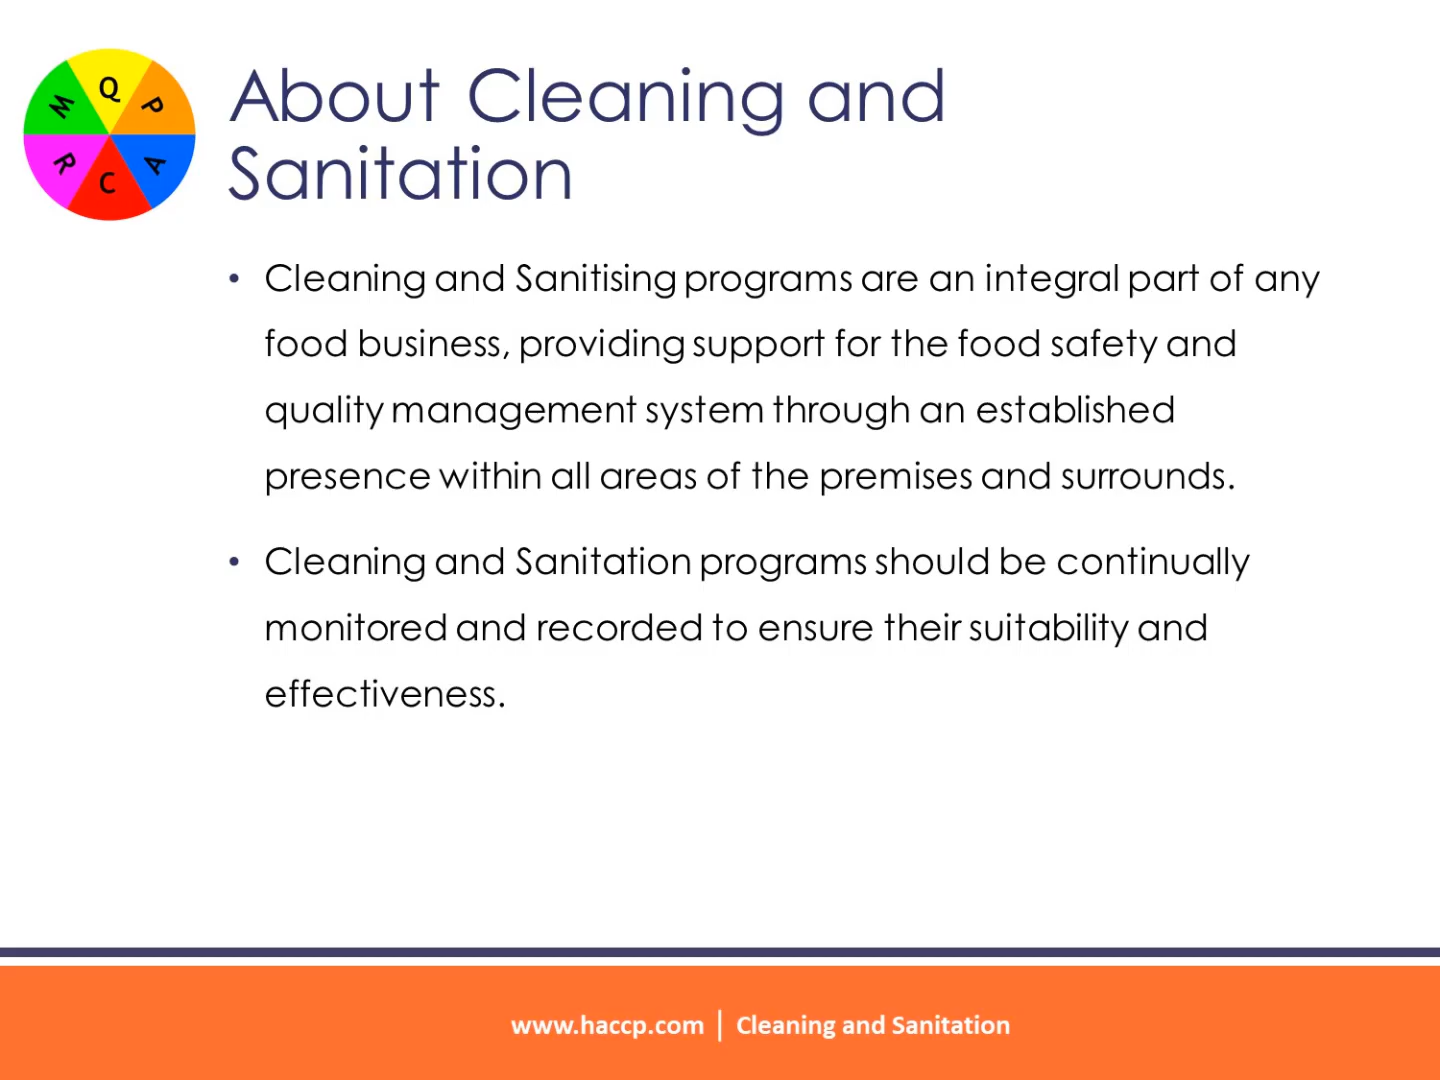 Q
P
A
C
R
M
About Cleaning and
Sanitation
• Cleaning and Sanitising programs are an integral part of any
food business, providing support for the food safety and
quality management system through an established
presence within all areas of the premises and surrounds.
• Cleaning and Sanitation programs should be continually
monitored and recorded to ensure their suitability and
effectiveness.
www.haccp.com | Cleaning and Sanitation